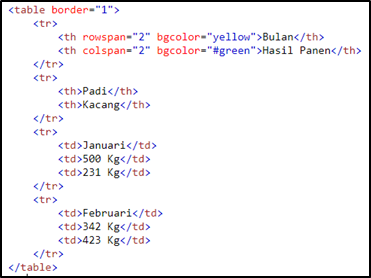 <table border="1">
<tr>
<th rowspan="2" bgcolor="yellow">Bulan</th>
<th colspan="2" bgcolor="#green">Hasil Panen</th>
</tr>
<tr>
<th>Padi</th>
<th>Kacang</th>
</tr>
<tr>
<td>Januari</td>
<td>500 Kg</td>
<td>231 Kg</td>
</tr>
<tr>
<td>Februari</td>
<td>342 Kg</td>
<td>423 Kg</td>
</tr>
</table>